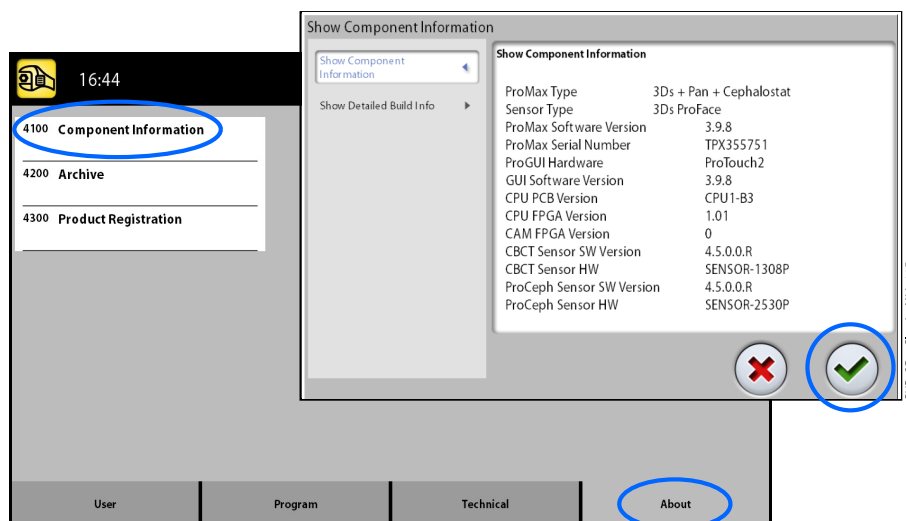 16:44
4100 Component Information
4200 Archive
4300 Product Registration
Show Component Information
Show Component
Information
Show Detailed Build Info
Show Component Information
ProMax Type 3Ds + Pan + Cephalostat
Sensor Type 3Ds ProFace
ProMax Software Version 3.9.8
ProMax Serial Number TPX355751
ProGUI Hardware ProTouch2
GUI Software Version 3.9.8
CPU PCB Version CPU1-B3
CPU FPGA Version 1.01
CAM FPGA Version 0
CBCT Sensor SW Version 4.5.0.0.R
CBCT Sensor HW SENSOR-1308P
ProCeph Sensor SW Version 4.5.0.0.R
ProCeph Sensor HW SENSOR-2530P
User Program Technical About